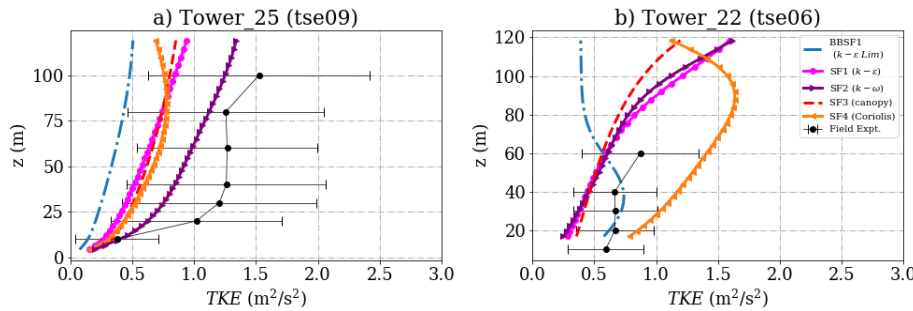 a) Tower_25 (tse09)
z (m)
100
75
50
25
0
0.0 0.5 1.0 1.5 2.0 2.5 3.0
TKE (m²/s²)
b) Tower_22 (tse06)
z (m)
120
100
80
60
40
20
0.0 0.5 1.0 1.5 2.0 2.5 3.0
TKE (m²/s²)
BBSF1
(k − ε Lim)
SF1 (k − ε)
SF2 (k − ω)
SF3 (canopy)
SF4 (Coriolis)
Field Expt.